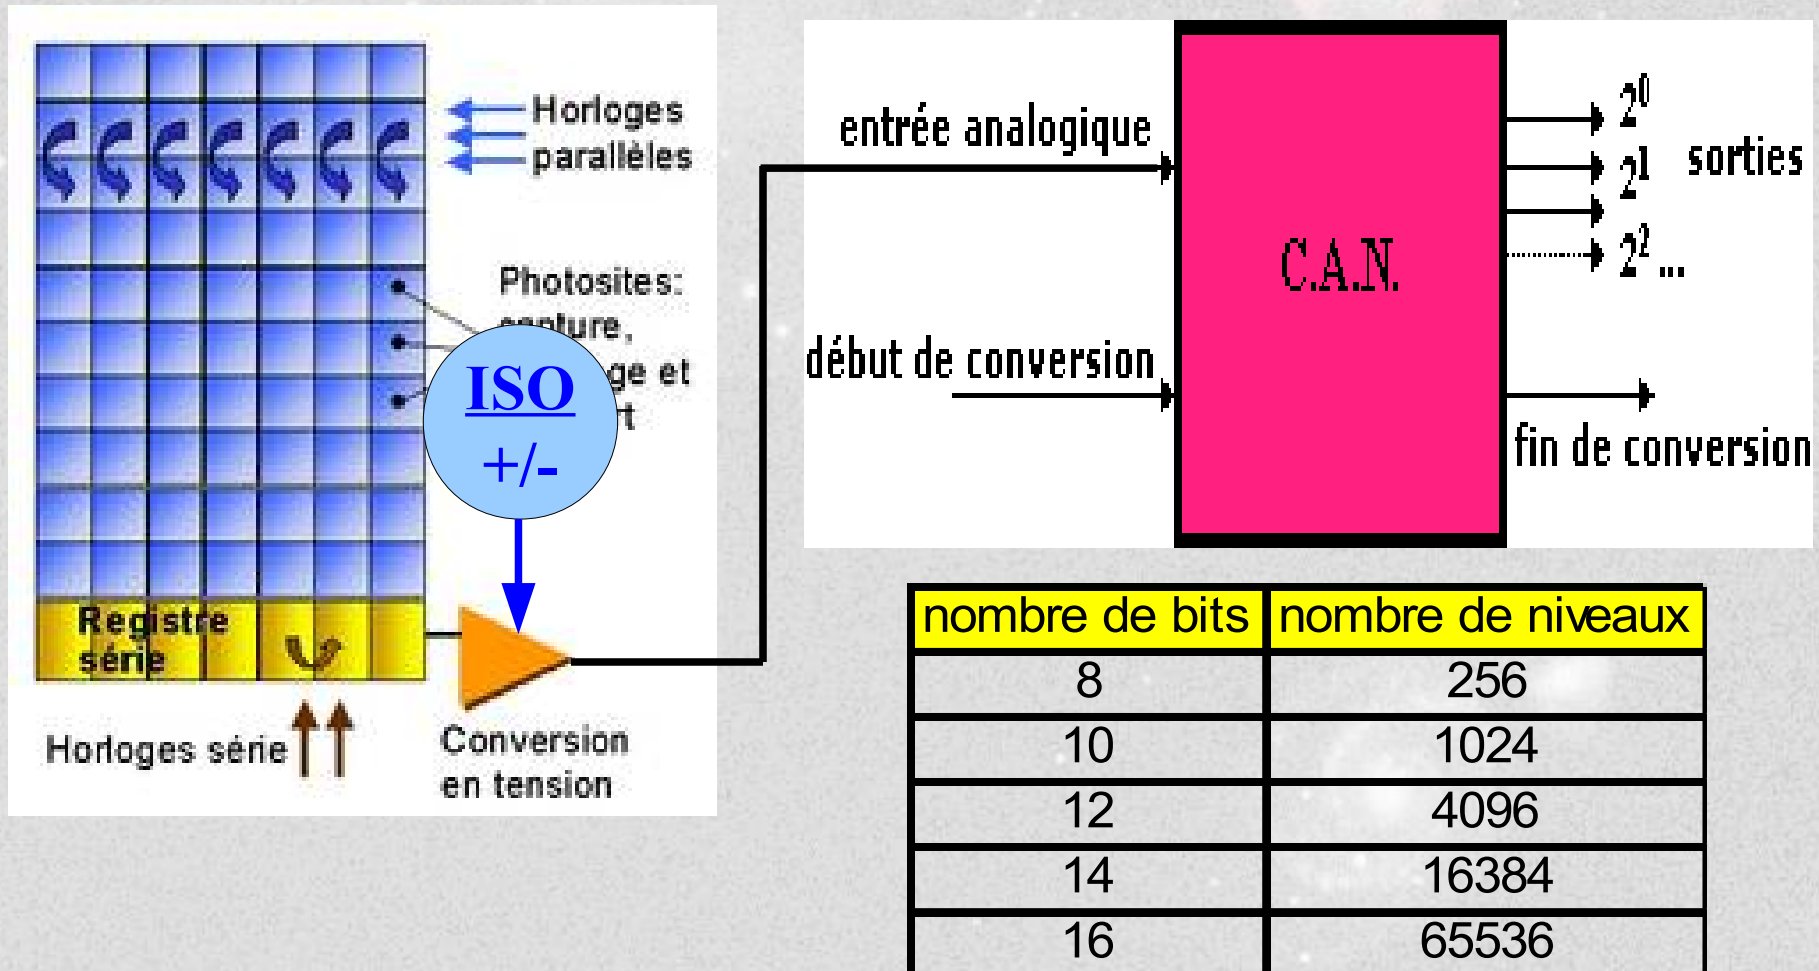 Horloges
parallèles
Photosites:
ISO
+/-
ge et
Registre
série
Horloges série
Conversion
en tension
entrée analogique
début de conversion
C.A.N.
2⁰
2¹
sorties
2² ...
fin de conversion
nombre de bits nombre de niveaux
8 256
10 1024
12 4096
14 16384
16 65536